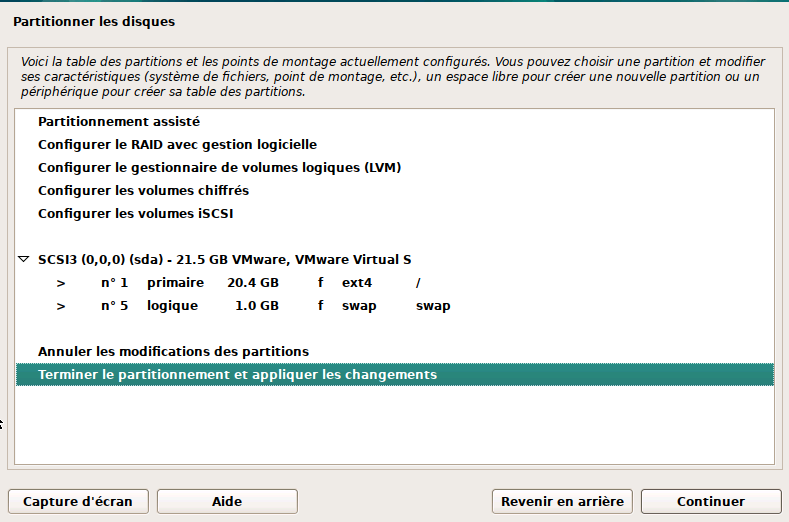 Partitionner les disques
Voici la table des partitions et les points de montage actuellement configurés. Vous pouvez choisir une partition et modifier
ses caractéristiques (système de fichiers, point de montage, etc.), un espace libre pour créer une nouvelle partition ou un
périphérique pour créer sa table des partitions.
Partitionnement assisté
Configurer le RAID avec gestion logicielle
Configurer le gestionnaire de volumes logiques (LVM)
Configurer les volumes chiffrés
Configurer les volumes iSCSI
SCSI3 (0,0,0) (sda) - 21.5 GB VMware, VMware Virtual S
> n° 1 primaire 20.4 GB f ext4 /
> n° 5 logique 1.0 GB f swap swap
Annuler les modifications des partitions
Terminer le partitionnement et appliquer les changements
Capture d'écran Aide Revenir en arrière Continuer